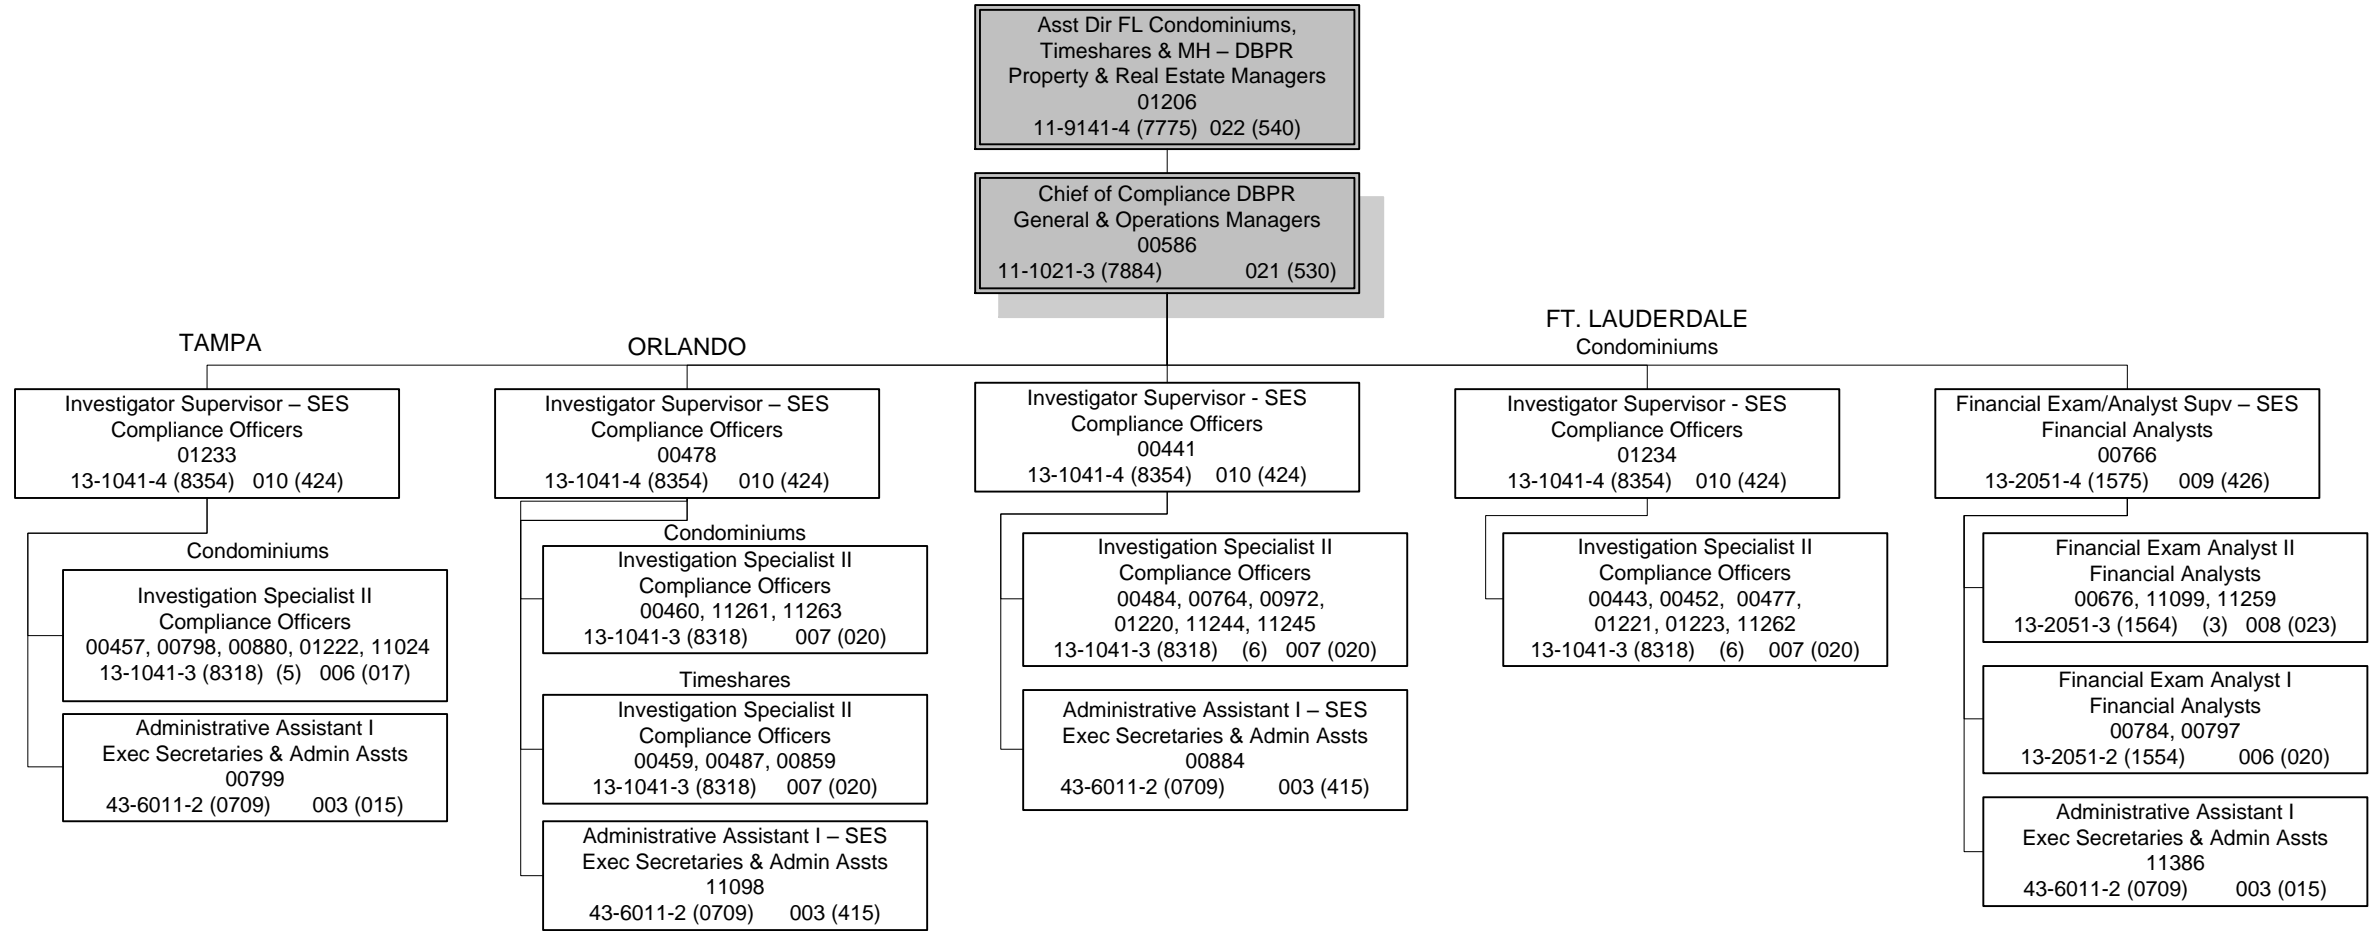 Asst Dir FL Condominiums,
Timeshares & MH – DBPR
Property & Real Estate Managers
01206
11-9141-4 (7775) 022 (540)
Chief of Compliance DBPR
General & Operations Managers
00586
11-1021-3 (7884) 021 (530)
TAMPA
Investigator Supervisor – SES
Compliance Officers
01233
13-1041-4 (8354) 010 (424)
Condominiums
Investigation Specialist II
Compliance Officers
00457, 00798, 00880, 01222, 11024
13-1041-3 (8318) (5) 006 (017)
Administrative Assistant I
Exec Secretaries & Admin Assts
00799
43-6011-2 (0709) 003 (015)
ORLANDO
Investigator Supervisor – SES
Compliance Officers
00478
13-1041-4 (8354) 010 (424)
Condominiums
Investigation Specialist II
Compliance Officers
00460, 11261, 11263
13-1041-3 (8318) 007 (020)
Timeshares
Investigation Specialist II
Compliance Officers
00459, 00487, 00859
13-1041-3 (8318) 007 (020)
Administrative Assistant I – SES
Exec Secretaries & Admin Assts
11098
43-6011-2 (0709) 003 (415)
Investigator Supervisor - SES
Compliance Officers
00441
13-1041-4 (8354) 010 (424)
Investigation Specialist II
Compliance Officers
00484, 00764, 00972,
01220, 11244, 11245
13-1041-3 (8318) (6) 007 (020)
Administrative Assistant I – SES
Exec Secretaries & Admin Assts
00884
43-6011-2 (0709) 003 (415)
FT. LAUDERDALE
Condominiums
Investigator Supervisor - SES
Compliance Officers
01234
13-1041-4 (8354) 010 (424)
Investigation Specialist II
Compliance Officers
00443, 00452, 00477,
01221, 01223, 11262
13-1041-3 (8318) (6) 007 (020)
Financial Exam/Analyst Supv – SES
Financial Analysts
00766
13-2051-4 (1575) 009 (426)
Financial Exam Analyst II
Financial Analysts
00676, 11099, 11259
13-2051-3 (1564) (3) 008 (023)
Financial Exam Analyst I
Financial Analysts
00784, 00797
13-2051-2 (1554) 006 (020)
Administrative Assistant I
Exec Secretaries & Admin Assts
11386
43-6011-2 (0709) 003 (015)